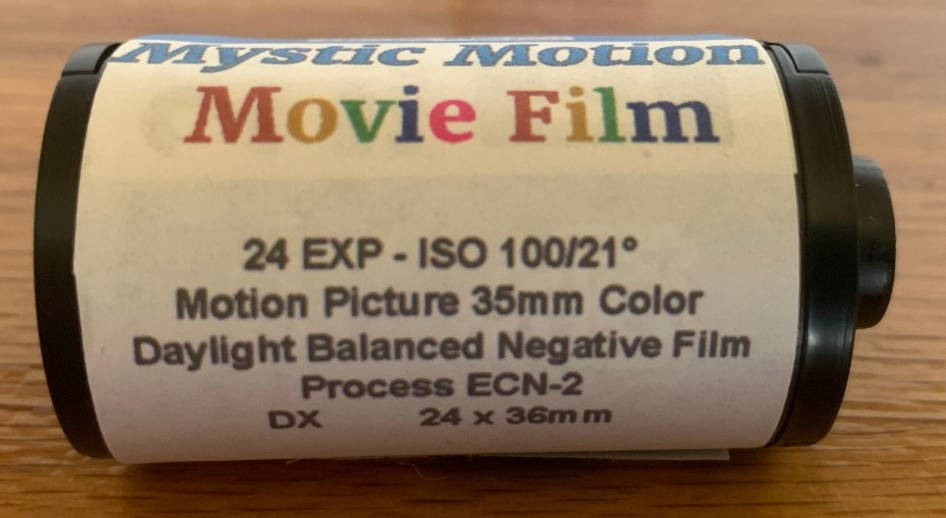 Mystic Motion
Movie Film
24 EXP - ISO 100/21°
Motion Picture 35mm Color
Daylight Balanced Negative Film
Process ECN-2
DX 24 x 36mm